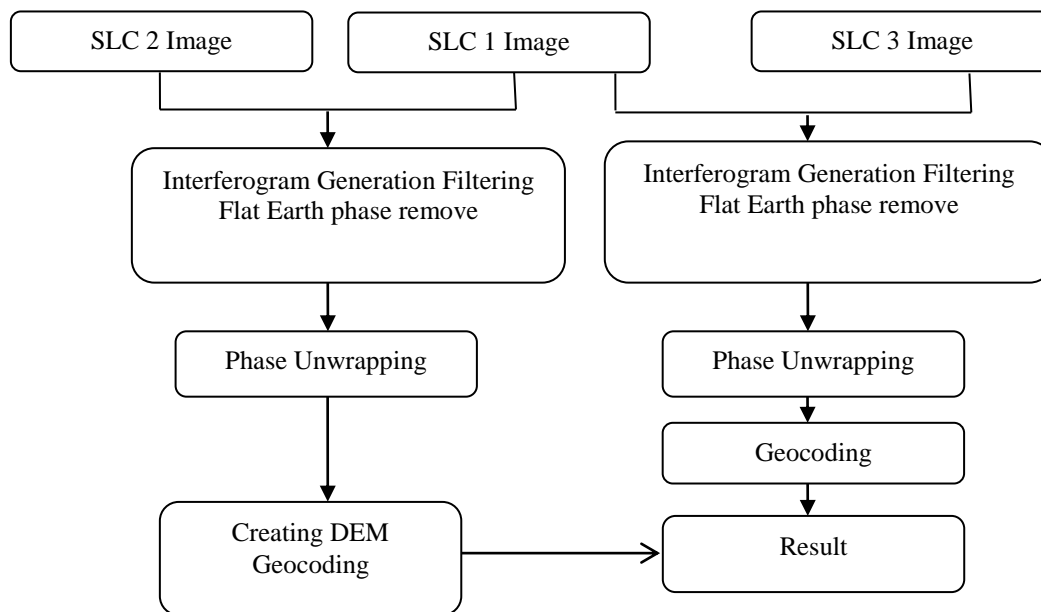 SLC 2 Image
SLC 1 Image
SLC 3 Image
Interferogram Generation Filtering
Flat Earth phase remove
Interferogram Generation Filtering
Flat Earth phase remove
Phase Unwrapping
Phase Unwrapping
Geocoding
Creating DEM
Geocoding
Result